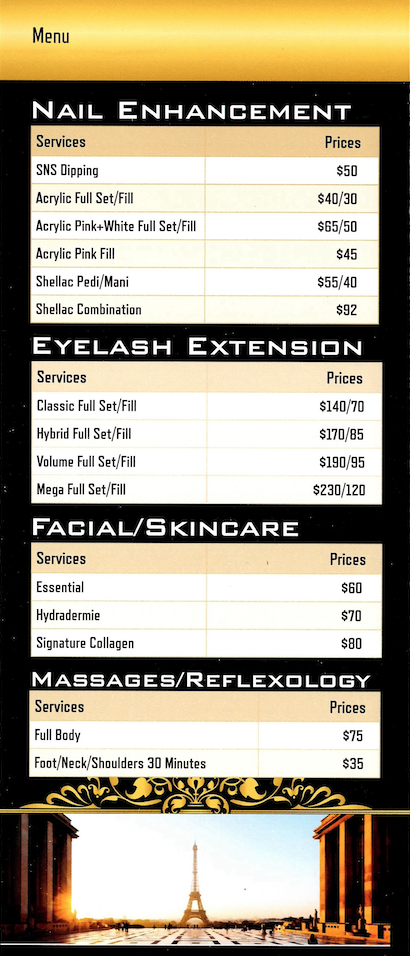 Menu
NAIL ENHANCEMENT
Services Prices
SNS Dipping $50
Acrylic Full Set/Fill $40/30
Acrylic Pink+White Full Set/Fill $65/50
Acrylic Pink Fill $45
Shellac Pedi/Mani $55/40
Shellac Combination $92
EYELASH EXTENSION
Services Prices
Classic Full Set/Fill $140/70
Hybrid Full Set/Fill $170/85
Volume Full Set/Fill $190/95
Mega Full Set/Fill $230/120
FACIAL/SKINCARE
Services Prices
Essential $60
Hydradermie $70
Signature Collagen $80
MASSAGES/REFLEXOLOGY
Services Prices
Full Body $75
Foot/Neck/Shoulders 30 Minutes $35